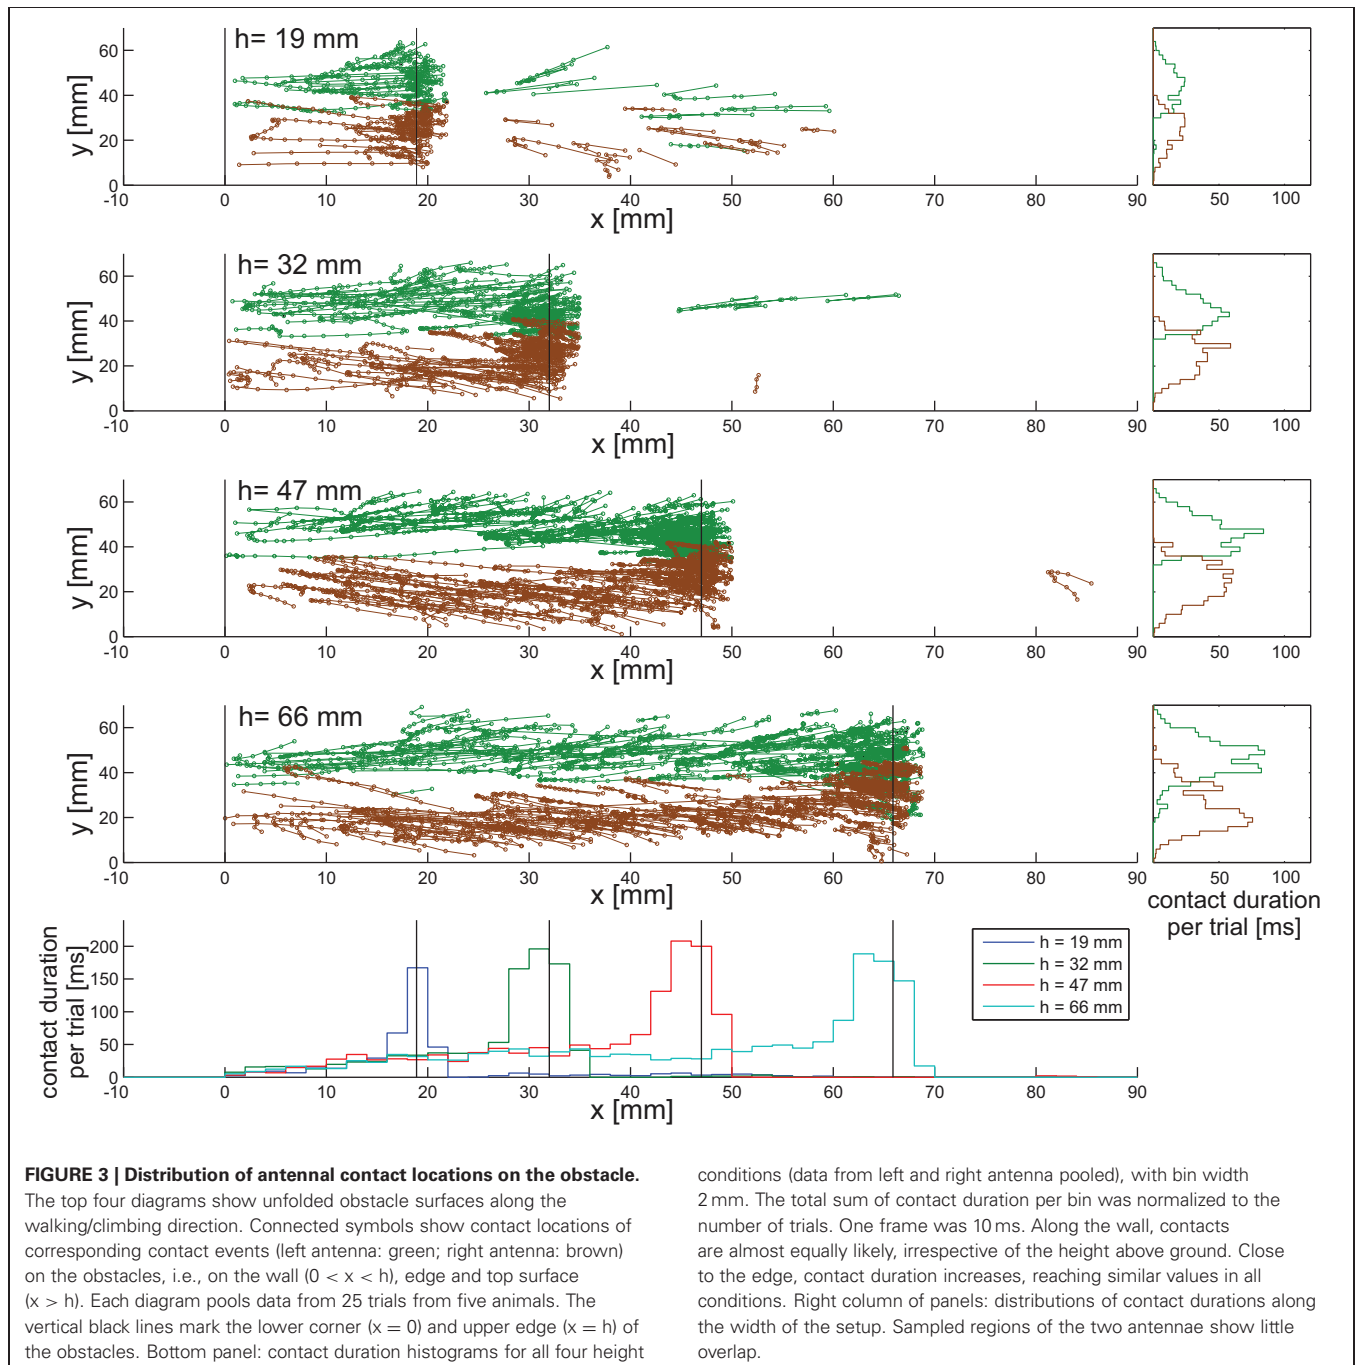 h= 19 mm
60
40
20
0
y [mm]
-10 0 10 20 30 40 50 60 70 80 90
x [mm]
50 100
h= 32 mm
60
40
20
0
y [mm]
-10 0 10 20 30 40 50 60 70 80 90
x [mm]
50 100
h= 47 mm
60
40
20
0
y [mm]
-10 0 10 20 30 40 50 60 70 80 90
x [mm]
50 100
h= 66 mm
60
40
20
0
y [mm]
-10 0 10 20 30 40 50 60 70 80 90
x [mm]
50 100
contact duration
per trial [ms]
contact duration
per trial [ms]
200
150
100
50
0
h = 19 mm
h = 32 mm
h = 47 mm
h = 66 mm
-10 0 10 20 30 40 50 60 70 80 90
x [mm]
FIGURE 3 | Distribution of antennal contact locations on the obstacle.
The top four diagrams show unfolded obstacle surfaces along the
walking/climbing direction. Connected symbols show contact locations of
corresponding contact events (left antenna: green; right antenna: brown)
on the obstacles, i.e., on the wall (0 < x < h), edge and top surface
(x > h). Each diagram pools data from 25 trials from five animals. The
vertical black lines mark the lower corner (x = 0) and upper edge (x = h) of
the obstacles. Bottom panel: contact duration histograms for all four height
conditions (data from left and right antenna pooled), with bin width
2 mm. The total sum of contact duration per bin was normalized to the
number of trials. One frame was 10 ms. Along the wall, contacts
are almost equally likely, irrespective of the height above ground. Close
to the edge, contact duration increases, reaching similar values in all
conditions. Right column of panels: distributions of contact durations along
the width of the setup. Sampled regions of the two antennae show little
overlap.